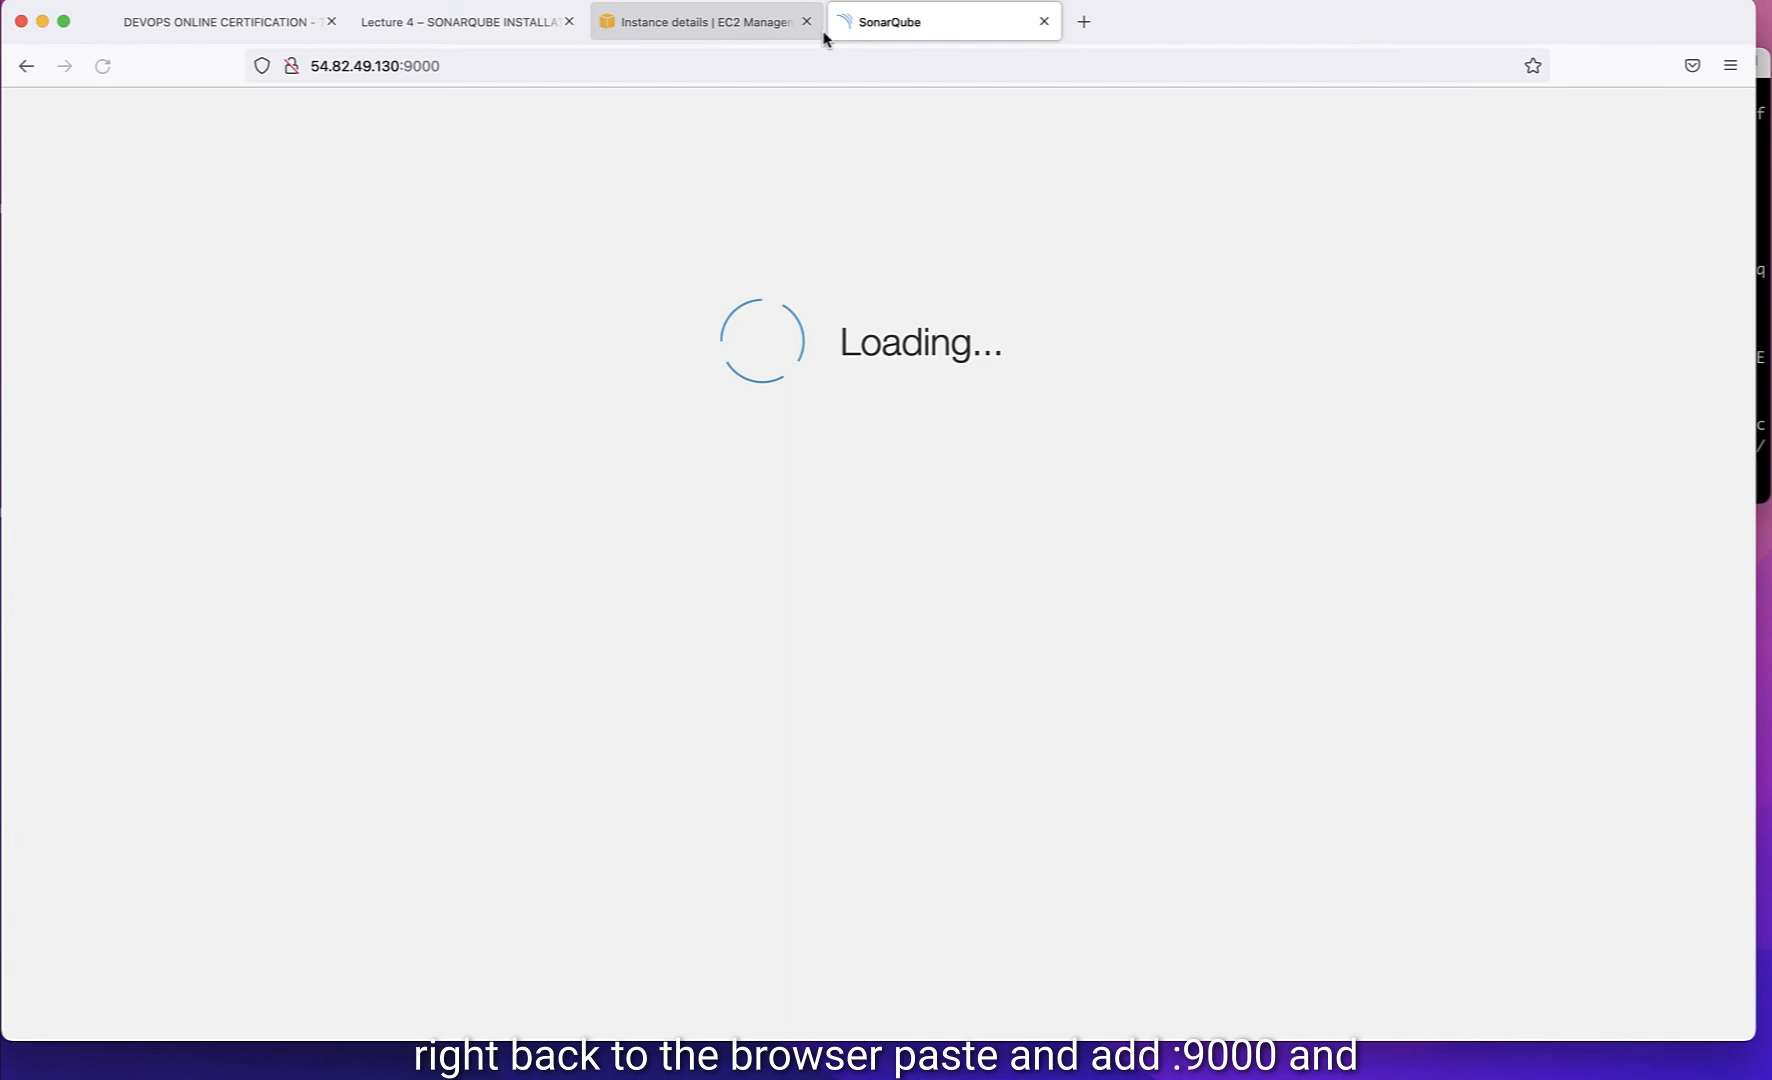 DEVOPS ONLINE CERTIFICATION -
Lecture 4 – SONARQUBE INSTALLA
Instance details | EC2 Manager
SonarQube
54.82.49.130:9000
f
q
E
c
/
Loading...
right back to the browser paste and add :9000 and